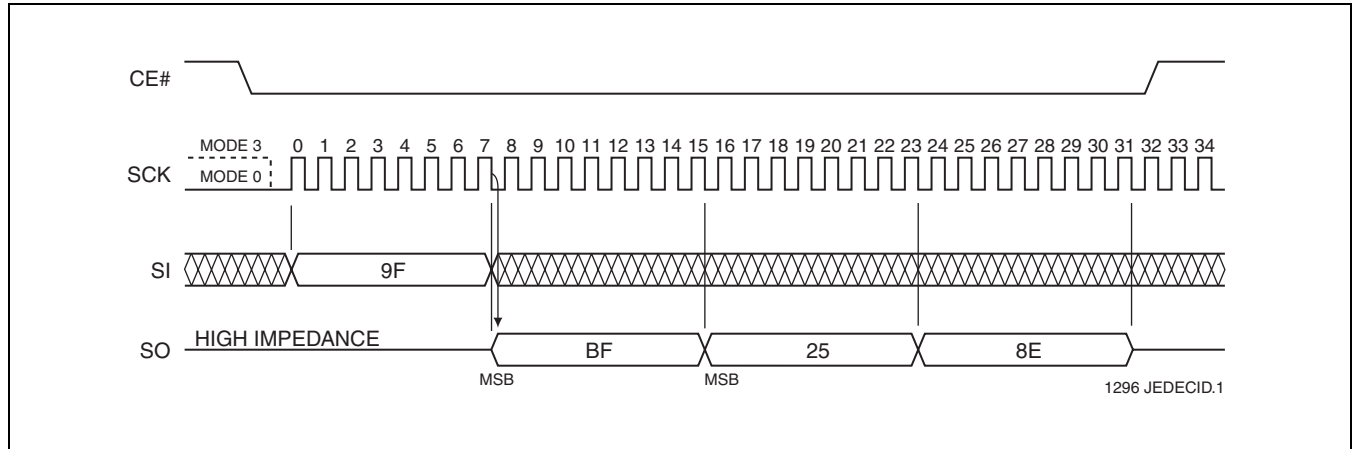 CE#
MODE 3
0 1 2 3 4 5 6 7 8 9 10 11 12 13 14 15 16 17 18 19 20 21 22 23 24 25 26 27 28 29 30 31 32 33 34
SCK
MODE 0
SI
9F
HIGH IMPEDANCE
SO
BF
25
8E
MSB
MSB
1296 JEDECID.1